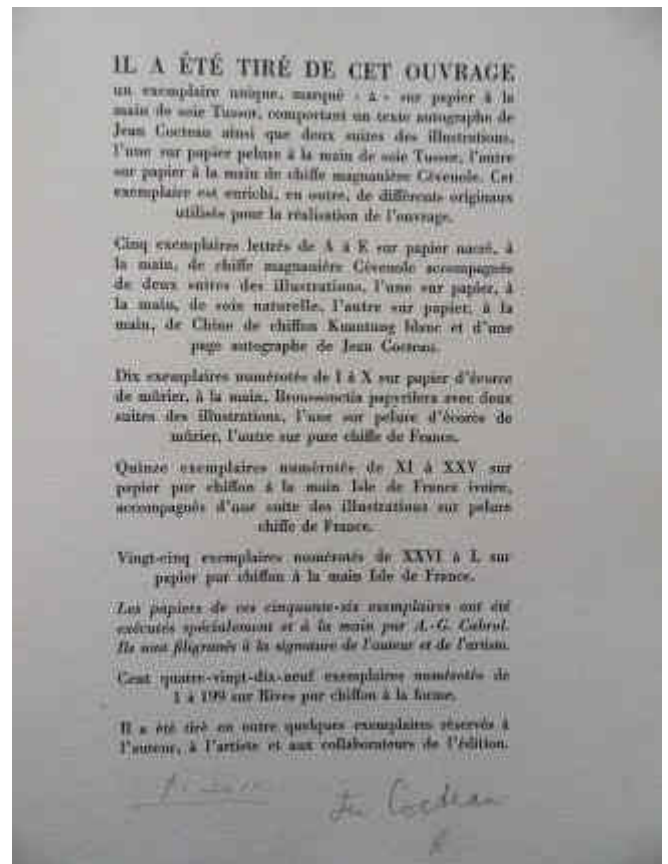 IL A ÉTÉ TIRÉ DE CET OUVRAGE
un exemplaire unique, marqué « A » sur papier à la
main de soie Tussor, comportant un texte autographe de
Jean Cocteau ainsi que deux suites des illustrations,
l'une sur papier pelure à la main de soie Tussor, l'autre
sur papier à la main de chiffe magnanière Cévenole. Cet
exemplaire est enrichi, en outre, de différents originaux
utilisés pour la réalisation de l'ouvrage.
Cinq exemplaires lettrés de A à E sur papier nacré, à
la main, de chiffe magnanière Cévenole accompagnés
de deux suites des illustrations, l'une sur papier, à
la main, de soie naturelle, l'autre sur papier, à la
main, de Chine de chiffon Kuantung blanc et d'une
page autographe de Jean Cocteau.
Dix exemplaires numérotés de I à X sur papier d'écorce
de mûrier, à la main, Broussonetia papyrifera avec deux
suites des illustrations, l'une sur pelure d'écorce de
mûrier, l'autre sur pure chiffe de France.
Quinze exemplaires numérotés de XI à XXV sur
papier pur chiffon à la main Isle de France ivoire,
accompagnés d'une suite des illustrations sur pelure
chiffe de France.
Vingt-cinq exemplaires numérotés de XXVI à L sur
papier pur chiffon à la main Isle de France.
Les papiers de ces cinquante-six exemplaires ont été
exécutés spécialement et à la main par A.-G. Cabrol.
Ils sont filigranés à la signature de l'auteur et de l'artiste.
Cent quatre-vingt-dix-neuf exemplaires numérotés de
1 à 199 sur Rives pur chiffon à la forme.
Il a été tiré en outre quelques exemplaires réservés à
l'auteur, à l'artiste et aux collaborateurs de l'édition.
Jean Cocteau